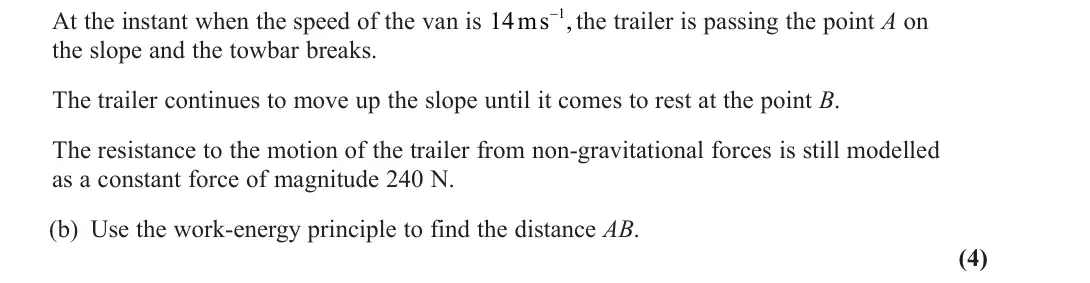 At the instant when the speed of the van is 14 m s⁻¹, the trailer is passing the point A on
the slope and the towbar breaks.
The trailer continues to move up the slope until it comes to rest at the point B.
The resistance to the motion of the trailer from non-gravitational forces is still modelled
as a constant force of magnitude 240 N.
(b) Use the work-energy principle to find the distance AB.
(4)